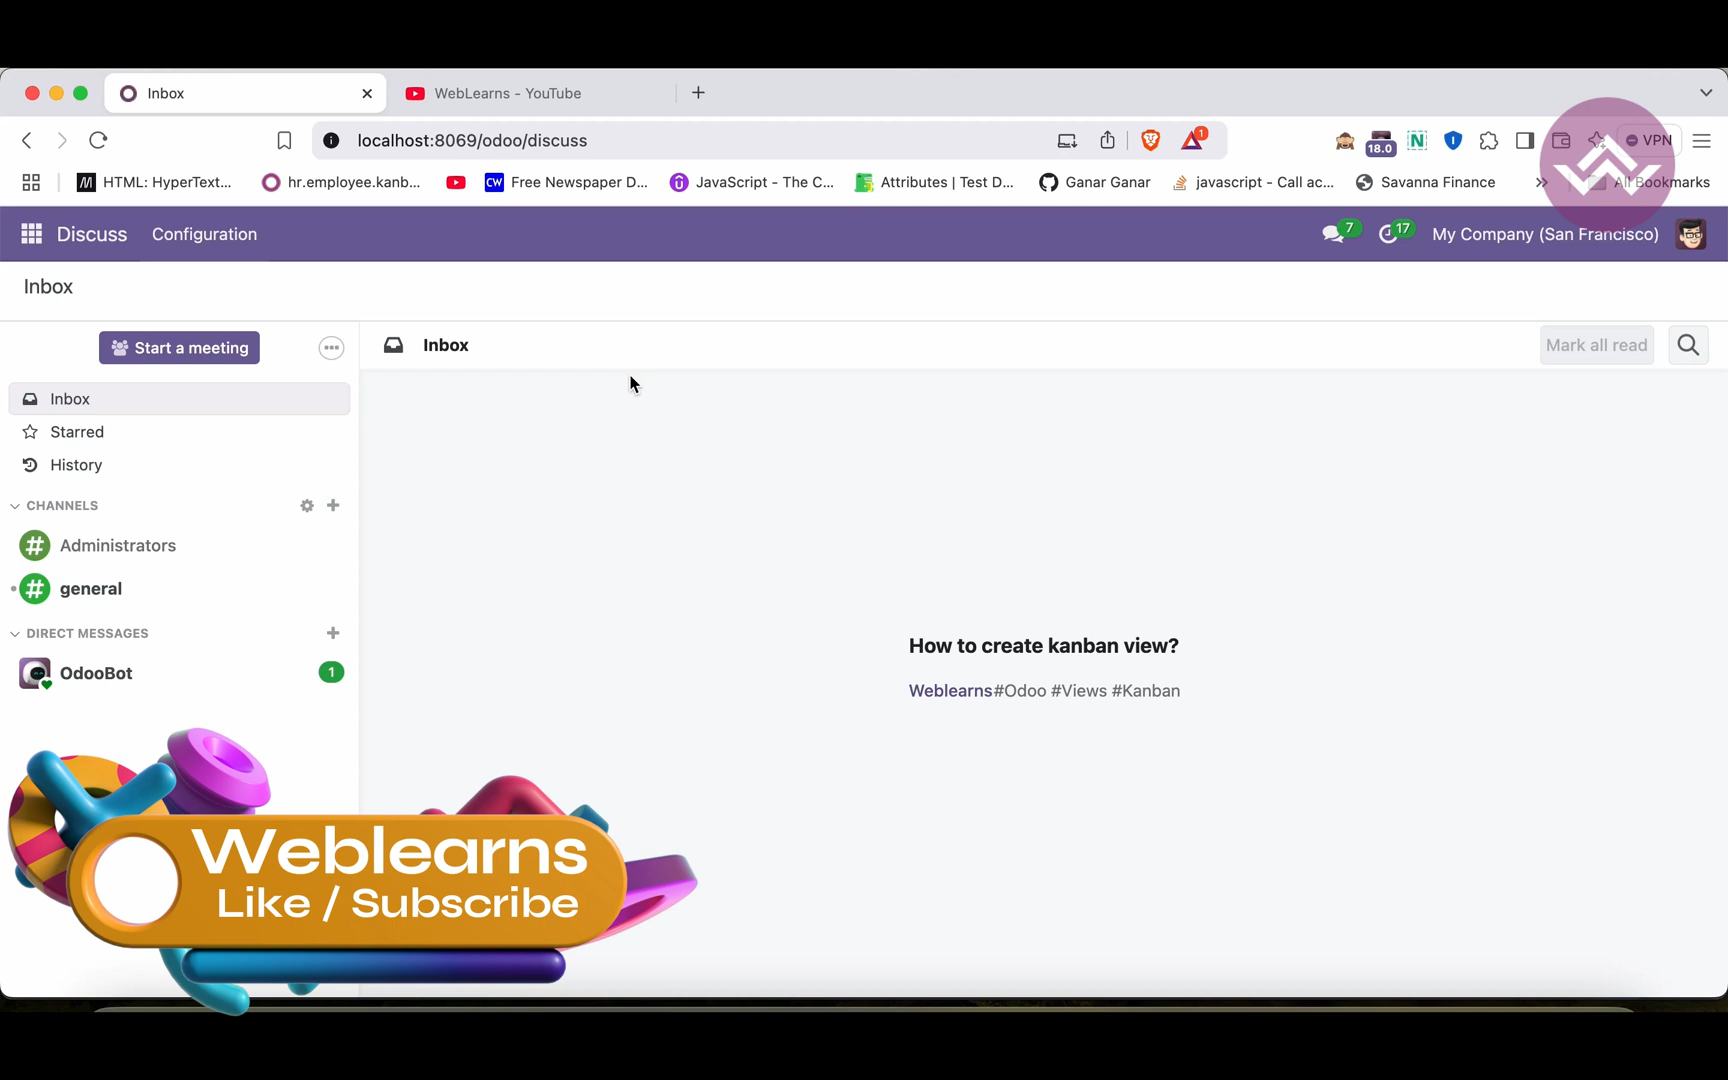 Inbox
WebLearns - YouTube
localhost:8069/odoo/discuss
1
18.0
N
VPN
M HTML: HyperText...
hr.employee.kanb...
CW Free Newspaper D...
JavaScript - The C...
Attributes | Test D...
Ganar Ganar
javascript - Call ac...
Savanna Finance
All Bookmarks
Discuss
Configuration
7
17
My Company (San Francisco)
Inbox
Start a meeting
Inbox
Mark all read
Inbox
Starred
History
CHANNELS
# Administrators
# general
DIRECT MESSAGES
OdooBot
1
How to create kanban view?
Weblearns#Odoo #Views #Kanban
Weblearns
Like / Subscribe